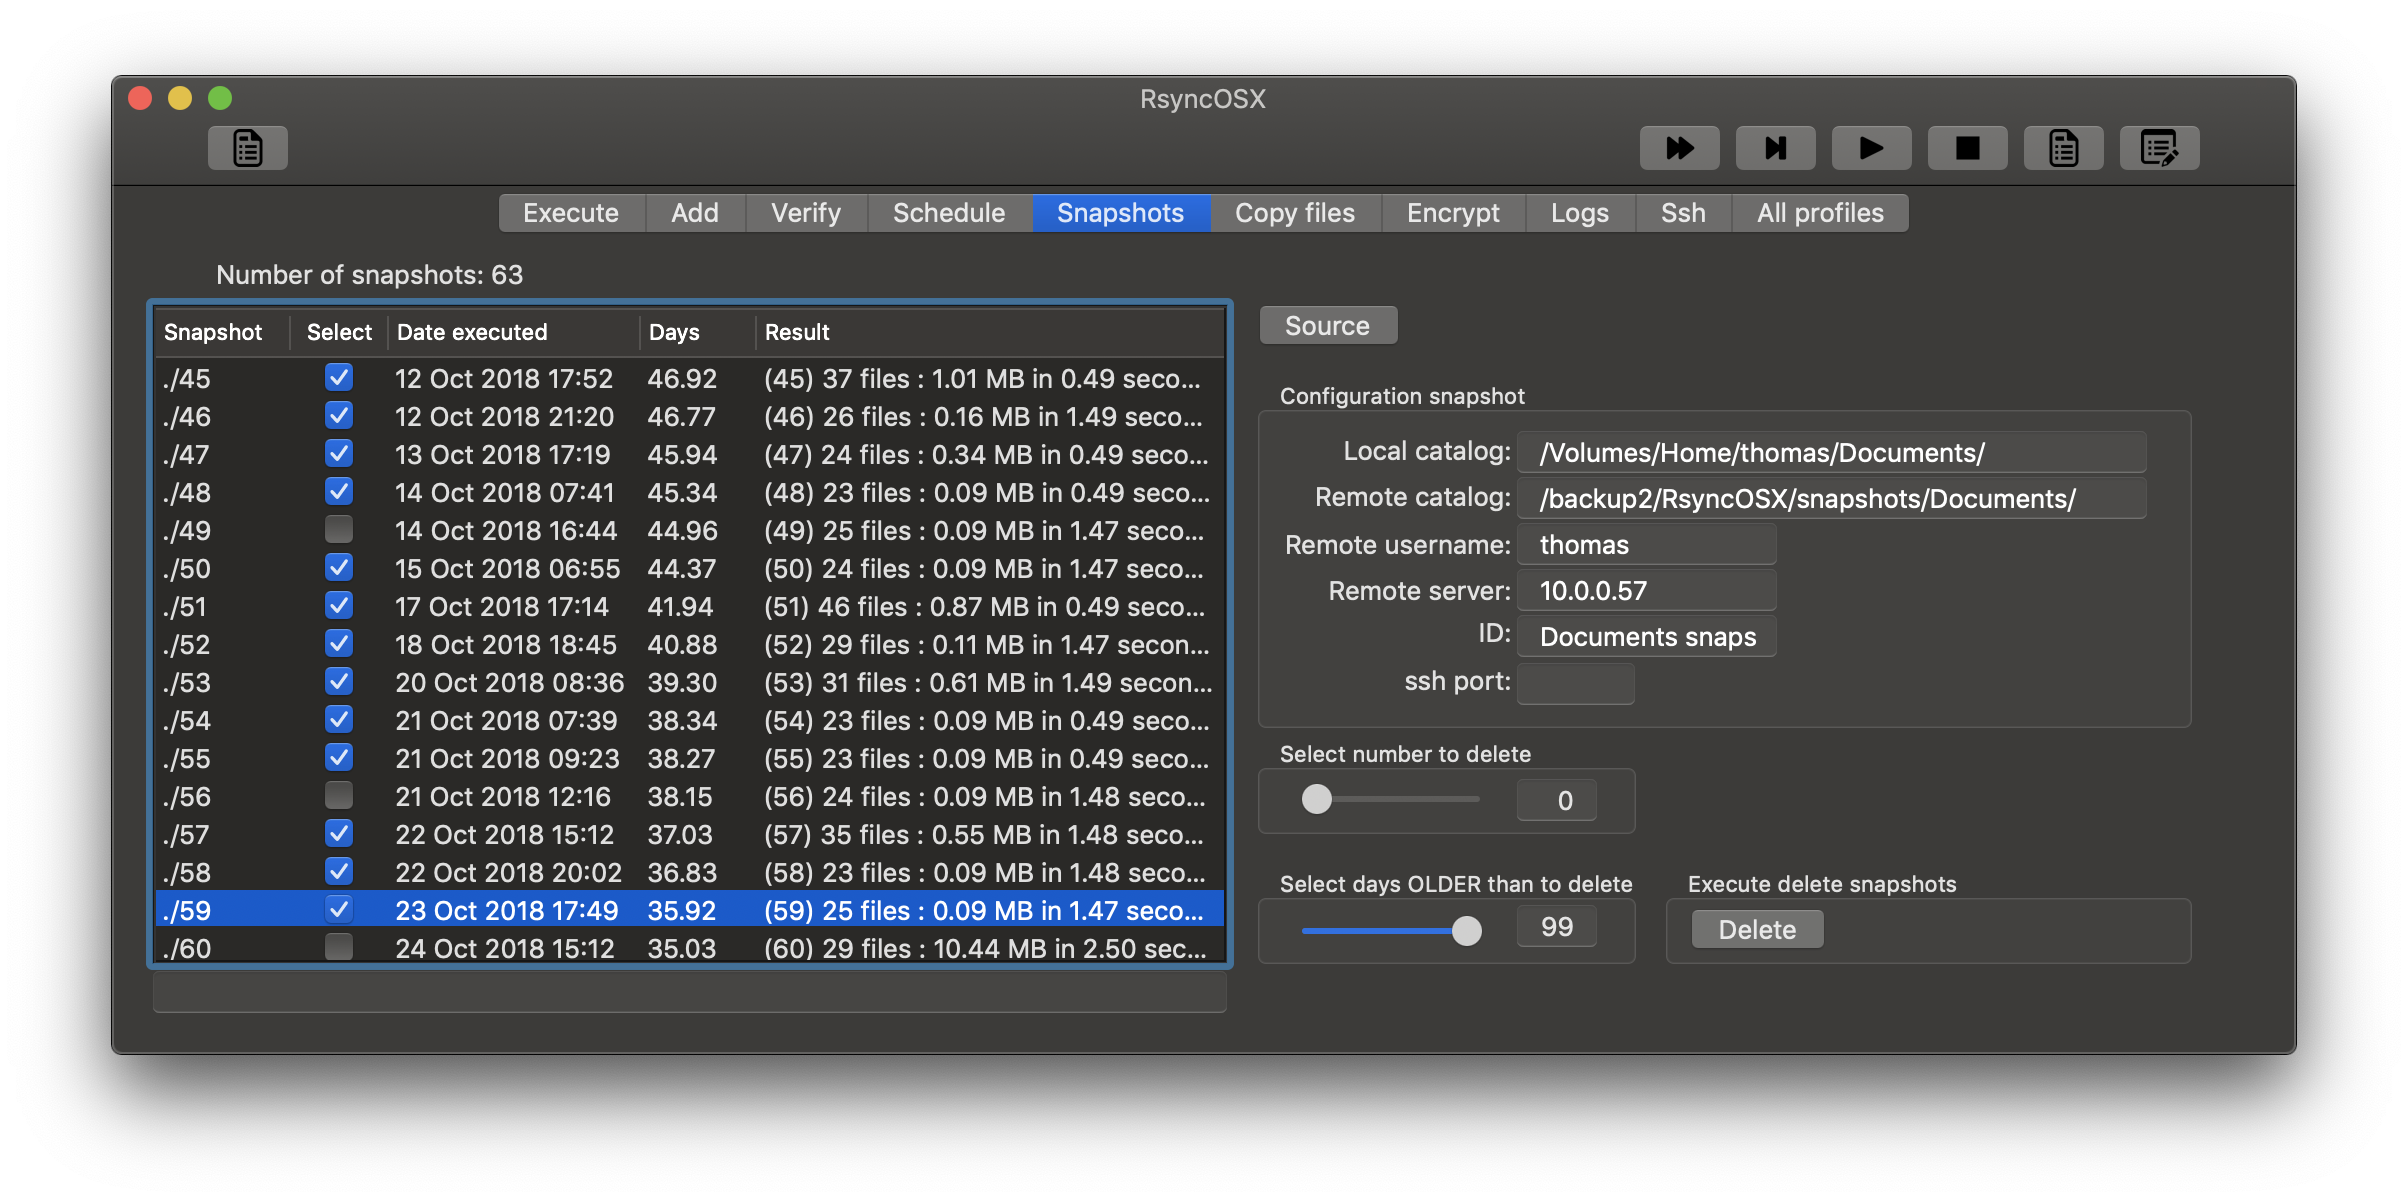 RsyncOSX
Execute Add Verify Schedule Snapshots Copy files Encrypt Logs Ssh All profiles
Number of snapshots: 63
Snapshot Select Date executed Days Result
./45 12 Oct 2018 17:52 46.92 (45) 37 files : 1.01 MB in 0.49 seco...
./46 12 Oct 2018 21:20 46.77 (46) 26 files : 0.16 MB in 1.49 seco...
./47 13 Oct 2018 17:19 45.94 (47) 24 files : 0.34 MB in 0.49 seco...
./48 14 Oct 2018 07:41 45.34 (48) 23 files : 0.09 MB in 0.49 seco...
./49 14 Oct 2018 16:44 44.96 (49) 25 files : 0.09 MB in 1.47 seco...
./50 15 Oct 2018 06:55 44.37 (50) 24 files : 0.09 MB in 1.47 seco...
./51 17 Oct 2018 17:14 41.94 (51) 46 files : 0.87 MB in 0.49 seco...
./52 18 Oct 2018 18:45 40.88 (52) 29 files : 0.11 MB in 1.47 secon...
./53 20 Oct 2018 08:36 39.30 (53) 31 files : 0.61 MB in 1.49 secon...
./54 21 Oct 2018 07:39 38.34 (54) 23 files : 0.09 MB in 0.49 seco...
./55 21 Oct 2018 09:23 38.27 (55) 23 files : 0.09 MB in 0.49 seco...
./56 21 Oct 2018 12:16 38.15 (56) 24 files : 0.09 MB in 1.48 seco...
./57 22 Oct 2018 15:12 37.03 (57) 35 files : 0.55 MB in 1.48 seco...
./58 22 Oct 2018 20:02 36.83 (58) 23 files : 0.09 MB in 1.48 seco...
./59 23 Oct 2018 17:49 35.92 (59) 25 files : 0.09 MB in 1.47 seco...
./60 24 Oct 2018 15:12 35.03 (60) 29 files : 10.44 MB in 2.50 sec...
Source
Configuration snapshot
Local catalog: /Volumes/Home/thomas/Documents/
Remote catalog: /backup2/RsyncOSX/snapshots/Documents/
Remote username: thomas
Remote server: 10.0.0.57
ID: Documents snaps
ssh port:
Select number to delete
0
Select days OLDER than to delete
99
Execute delete snapshots
Delete